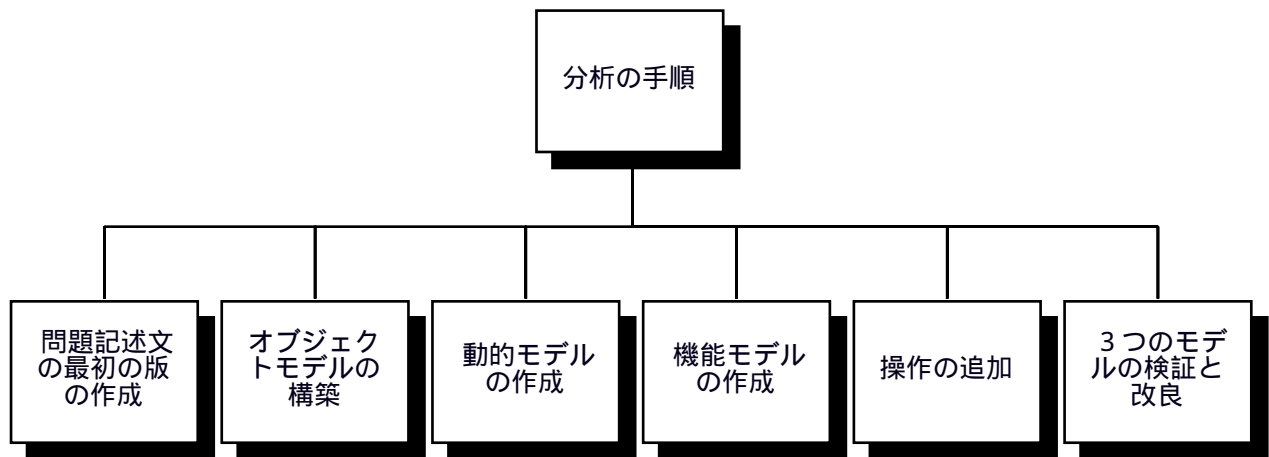 分析の手順
問題記述文
の最初の版
の作成
オブジェク
トモデルの
構築
動的モデル
の作成
機能モデル
の作成
操作の追加
３つのモデ
ルの検証と
改良